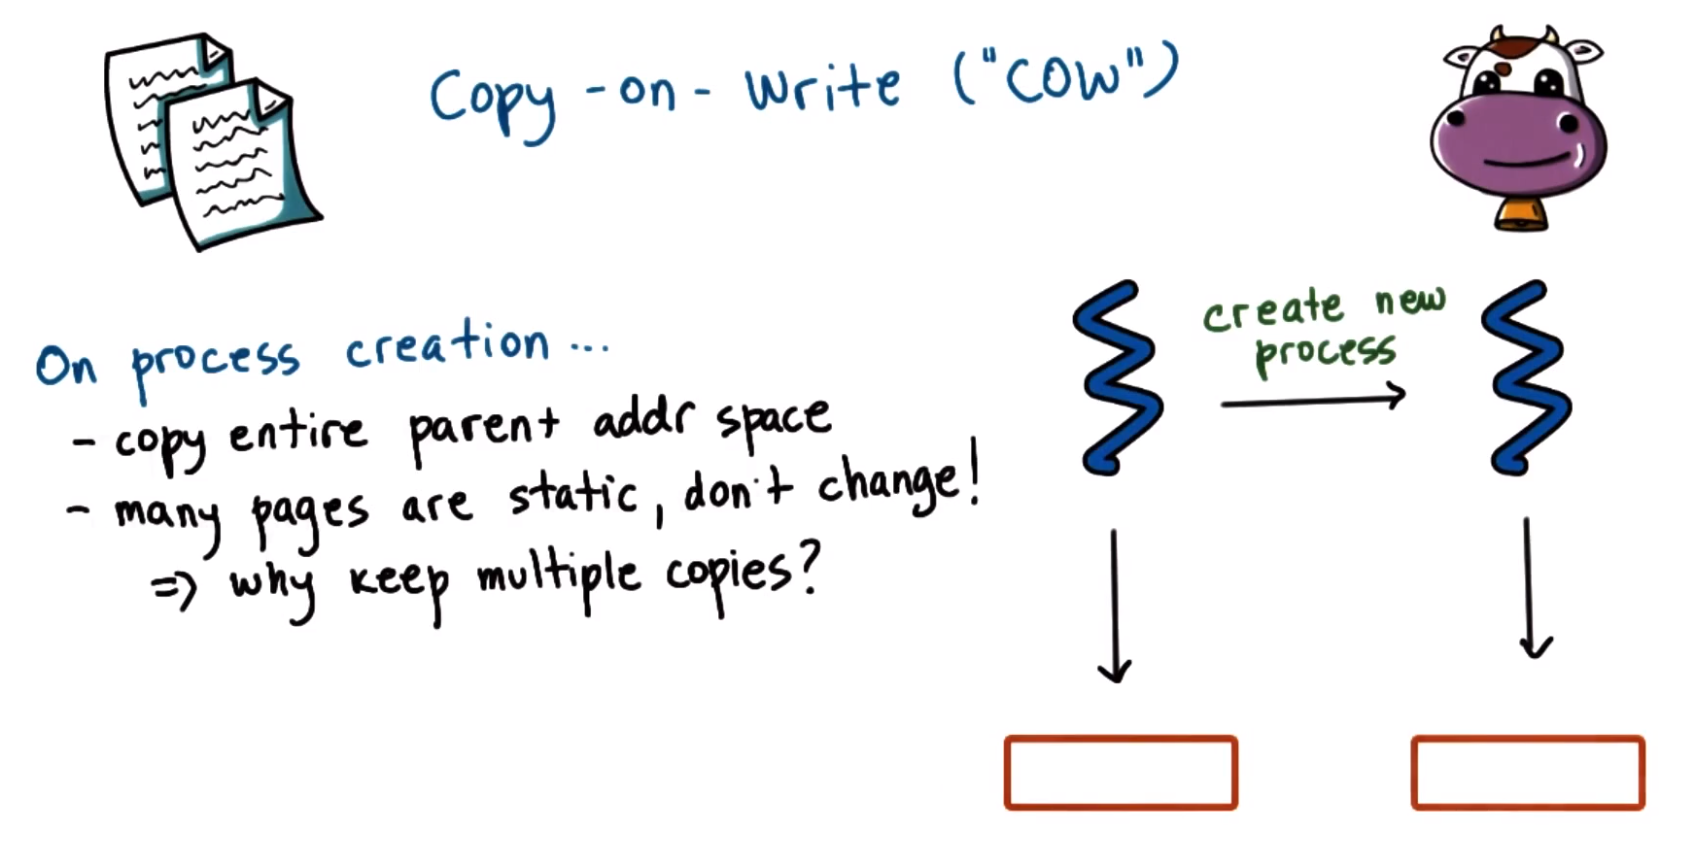 Copy-on-Write ("COW")
create new
process
On process creation...
- copy entire parent addr space
- many pages are static, don't change!
=> why keep multiple copies?